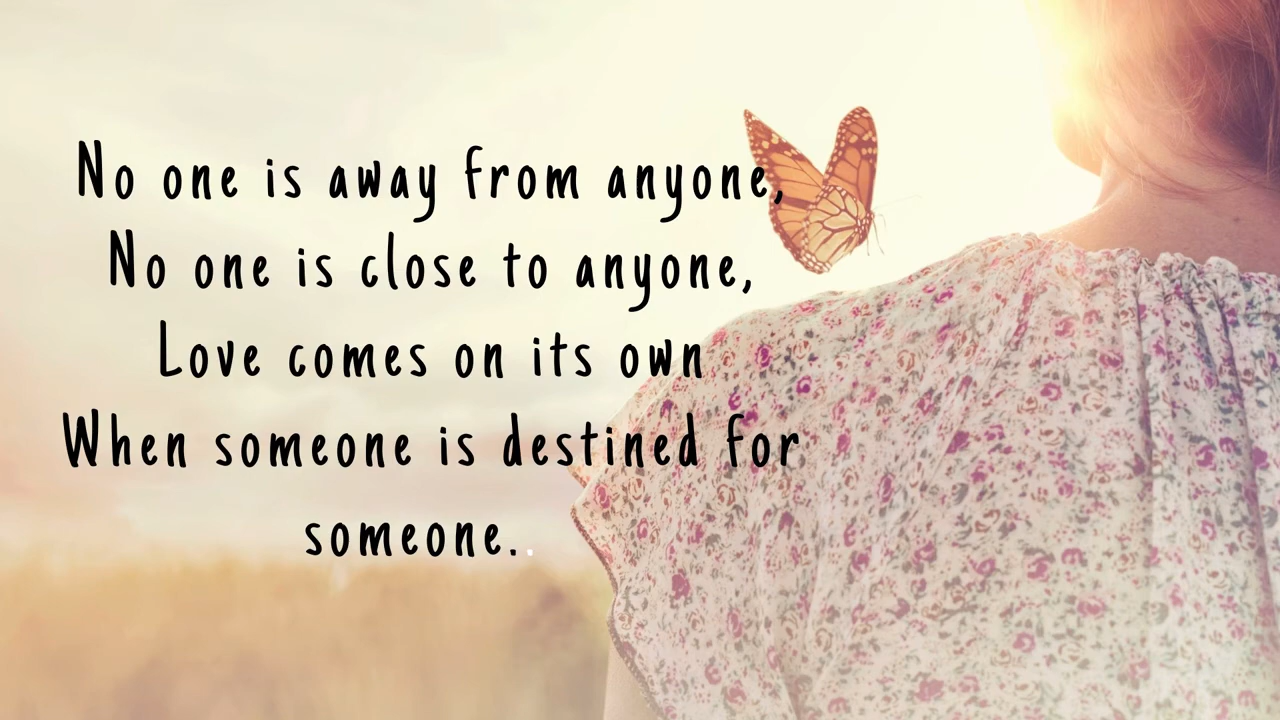 No one is away from anyone,
No one is close to anyone,
Love comes on its own
When someone is destined for
someone..